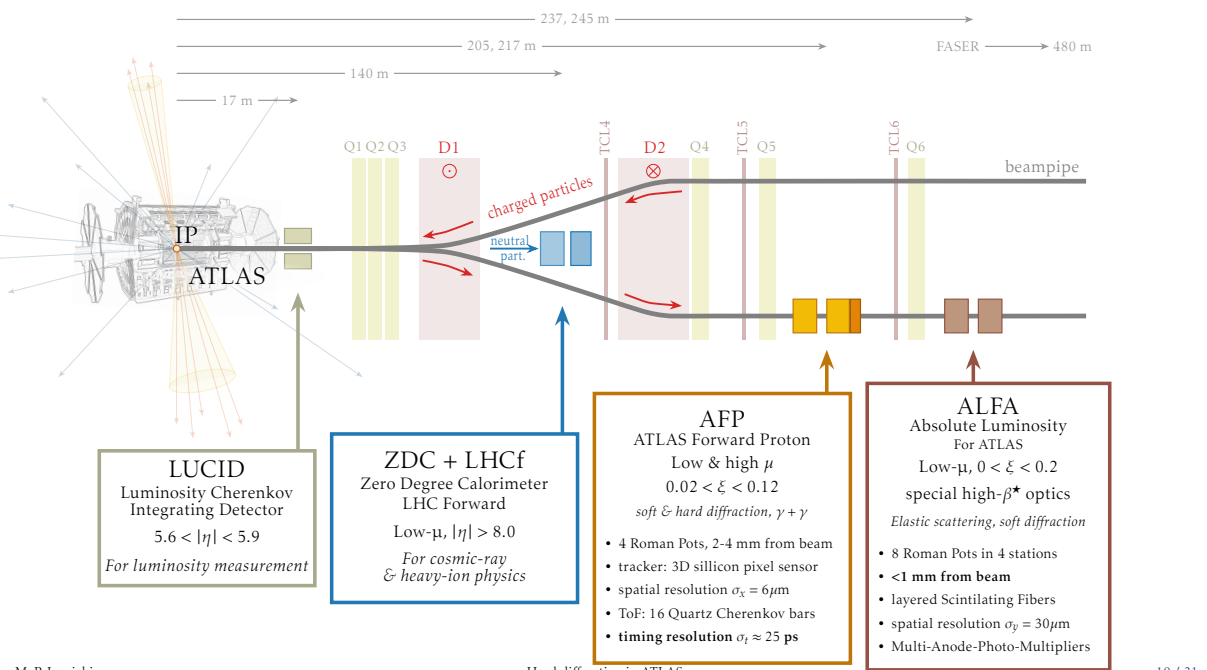 237, 245 m
205, 217 m
FASER
480 m
140 m
17 m
Q1 Q2 Q3
D1
TCL4
D2
Q4
TCL5
Q5
TCL6
Q6
beampipe
charged particles
IP
ATLAS
neutral
part.
LUCID
Luminosity Cherenkov
Integrating Detector
5.6 < |η| < 5.9
For luminosity measurement
ZDC + LHCf
Zero Degree Calorimeter
LHC Forward
Low-μ, |η| > 8.0
For cosmic-ray
& heavy-ion physics
AFP
ATLAS Forward Proton
Low & high μ
0.02 < ξ < 0.12
soft & hard diffraction, γ + γ
• 4 Roman Pots, 2-4 mm from beam
• tracker: 3D sillicon pixel sensor
• spatial resolution σx = 6μm
• ToF: 16 Quartz Cherenkov bars
• timing resolution σt ≈ 25 ps
ALFA
Absolute Luminosity
For ATLAS
Low-μ, 0 < ξ < 0.2
special high-β★ optics
Elastic scattering, soft diffraction
• 8 Roman Pots in 4 stations
• <1 mm from beam
• layered Scintilating Fibers
• spatial resolution σy = 30μm
• Multi-Anode-Photo-Multipliers